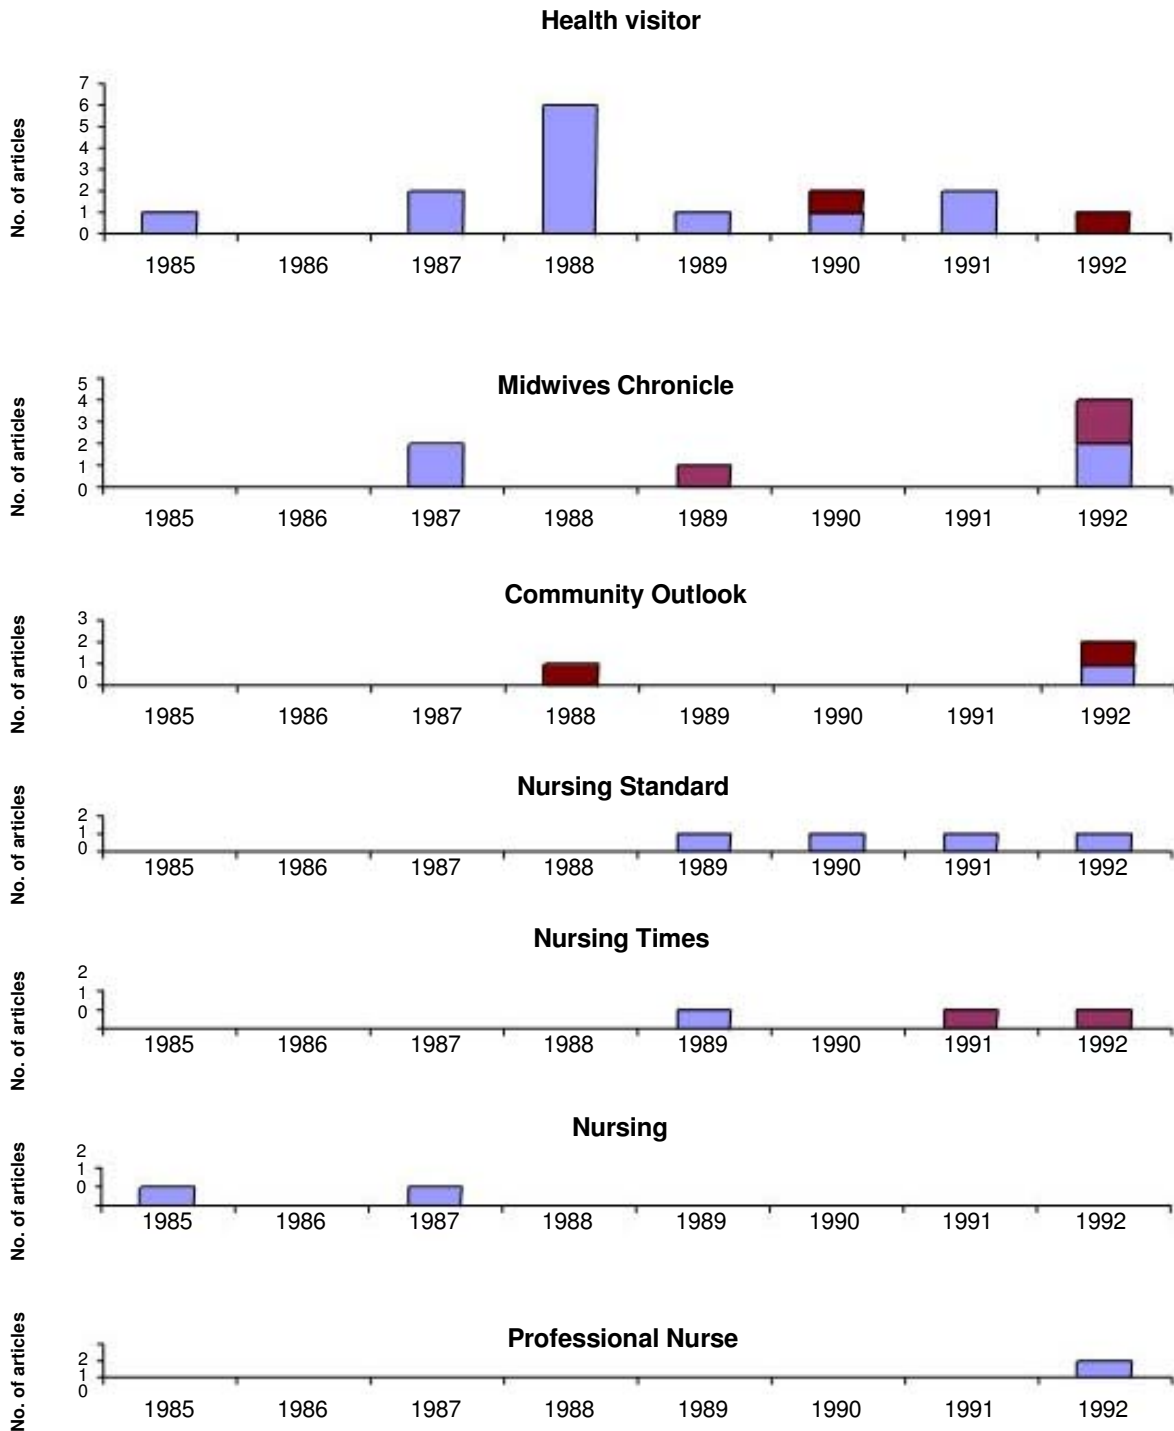 Health visitor
No. of articles
7
6
5
4
3
2
1
0
1985 1986 1987 1988 1989 1990 1991 1992
Midwives Chronicle
No. of articles
5
4
3
2
1
0
1985 1986 1987 1988 1989 1990 1991 1992
Community Outlook
No. of articles
3
2
1
0
1985 1986 1987 1988 1989 1990 1991 1992
Nursing Standard
No. of articles
2
1
0
1985 1986 1987 1988 1989 1990 1991 1992
Nursing Times
No. of articles
2
1
0
1985 1986 1987 1988 1989 1990 1991 1992
Nursing
No. of articles
2
1
0
1985 1986 1987 1988 1989 1990 1991 1992
Professional Nurse
No. of articles
2
1
0
1985 1986 1987 1988 1989 1990 1991 1992